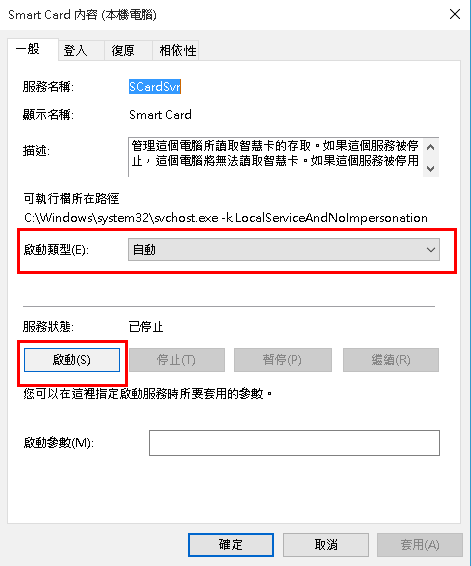 Smart Card 內容 (本機電腦)
一般 登入 復原 相依性
服務名稱: SCardSvr
顯示名稱: Smart Card
描述: 管理這個電腦所讀取智慧卡的存取。如果這個服務被停
止，這個電腦將無法讀取智慧卡。如果這個服務被停用
可執行檔所在路徑
C:\Windows\system32\svchost.exe -k LocalServiceAndNoImpersonation
啟動類型(E): 自動
服務狀態: 已停止
啟動(S) 停止(T) 暫停(P) 繼續(R)
您可以在這裡指定啟動服務時所要套用的參數。
啟動參數(M):
確定 取消 套用(A)